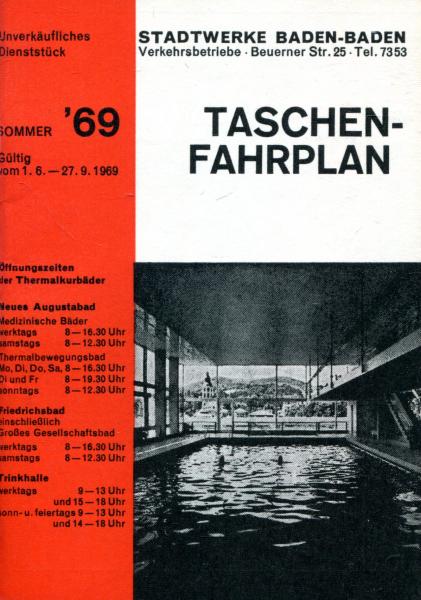 Unverkäufliches
Dienststück
STADTWERKE BADEN-BADEN
Verkehrsbetriebe · Beuerner Str. 25 · Tel. 7353
SOMMER '69
Gültig
vom 1. 6. — 27. 9. 1969
TASCHEN-
FAHRPLAN
Öffnungszeiten
der Thermalkurbäder
Neues Augustabad
Medizinische Bäder
werktags 8 — 16.30 Uhr
samstags 8 — 12.30 Uhr
Thermalbewegungsbad
Mo, Di, Do, Sa, 8 — 16.30 Uhr
Di und Fr 8 — 19.30 Uhr
sonntags 8 — 12.30 Uhr
Friedrichsbad
einschließlich
Großes Gesellschaftsbad
werktags 8 — 16.30 Uhr
samstags 8 — 12.30 Uhr
Trinkhalle
werktags 9 — 13 Uhr
und 15 — 18 Uhr
sonn- u. feiertags 9 — 13 Uhr
und 14 — 18 Uhr